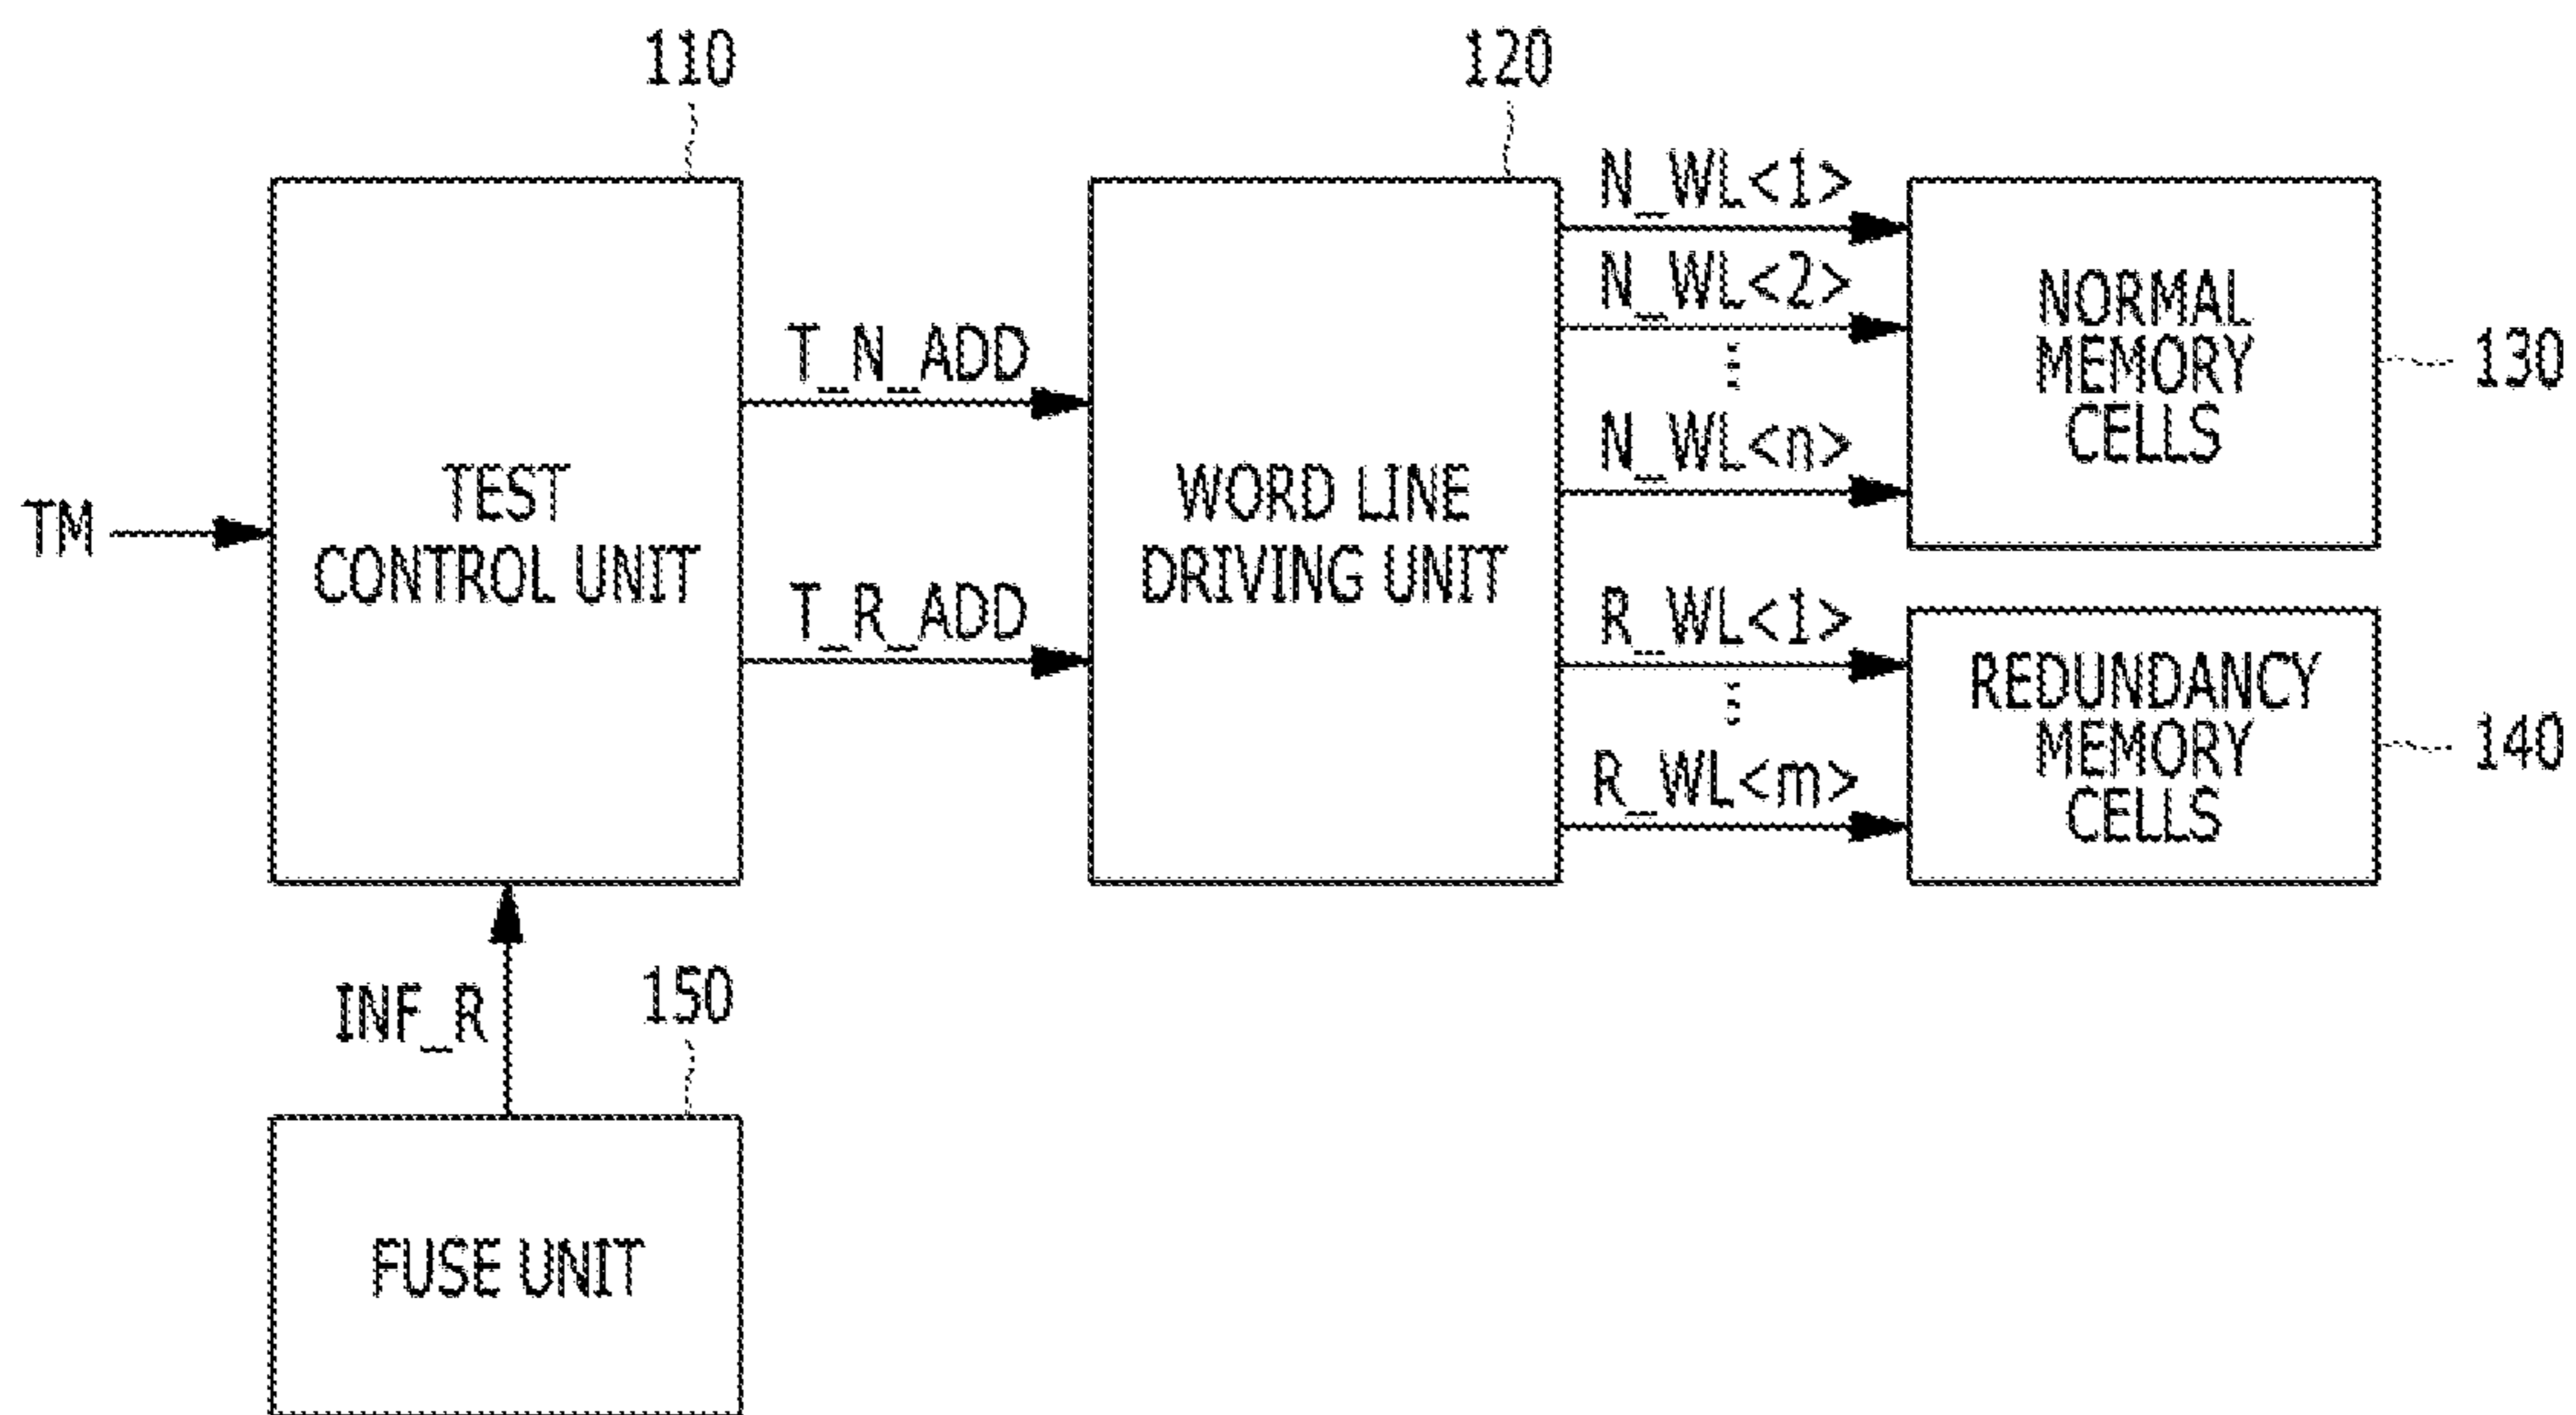 110
120
N_WL<1>
N_WL<2>
N_WL<n>
NORMAL
MEMORY
CELLS
130
T_N_ADD
TM
TEST
CONTROL UNIT
WORD LINE
DRIVING UNIT
T_R_ADD
R_WL<1>
R_WL<m>
REDUNDANCY
MEMORY
CELLS
140
INF_R
150
FUSE UNIT